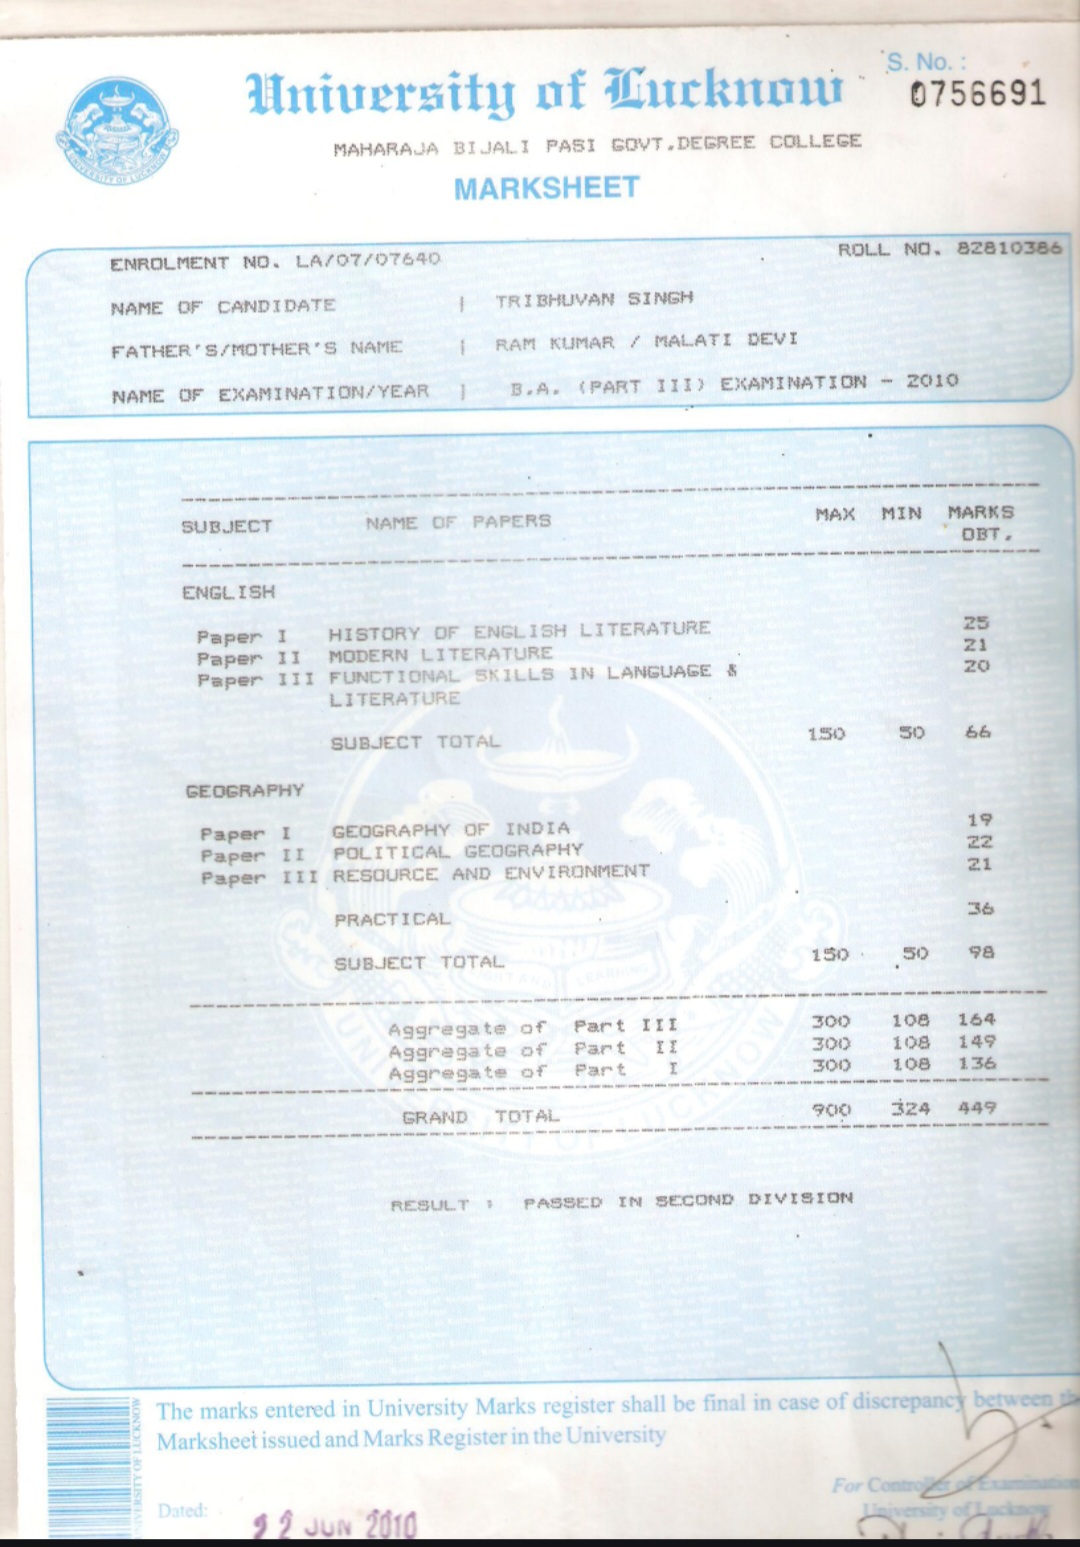 S. No. :
University of Lucknow
0756691
MAHARAJA BIJALI PASI GOVT.DEGREE COLLEGE
MARKSHEET
UNIVERSITY OF LUCKNOW
ROLL NO. 82810386
ENROLMENT NO. LA/07/07640
NAME OF CANDIDATE | TRIBHUVAN SINGH
FATHER'S/MOTHER'S NAME | RAM KUMAR / MALATI DEVI
NAME OF EXAMINATION/YEAR | B.A. (PART III) EXAMINATION - 2010
SUBJECT NAME OF PAPERS MAX MIN MARKS
OBT.
ENGLISH
Paper I HISTORY OF ENGLISH LITERATURE 25
Paper II MODERN LITERATURE 21
Paper III FUNCTIONAL SKILLS IN LANGUAGE & 20
LITERATURE
SUBJECT TOTAL 150 50 66
GEOGRAPHY
Paper I GEOGRAPHY OF INDIA 19
Paper II POLITICAL GEOGRAPHY 22
Paper III RESOURCE AND ENVIRONMENT 21
PRACTICAL 36
SUBJECT TOTAL 150 50 98
Aggregate of Part III 300 108 164
Aggregate of Part II 300 108 149
Aggregate of Part I 300 108 136
GRAND TOTAL 900 324 449
RESULT : PASSED IN SECOND DIVISION
The marks entered in University Marks register shall be final in case of discrepancy between
Marksheet issued and Marks Register in the University
UNIVERSITY OF LUCKNOW
For Controller of Examination
University of Lucknow
Dated: 22 JUN 2010